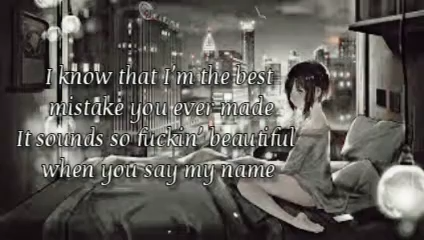 I know that I'm the best
mistake you ever made
It sounds so fuckin' beautiful
when you say my name